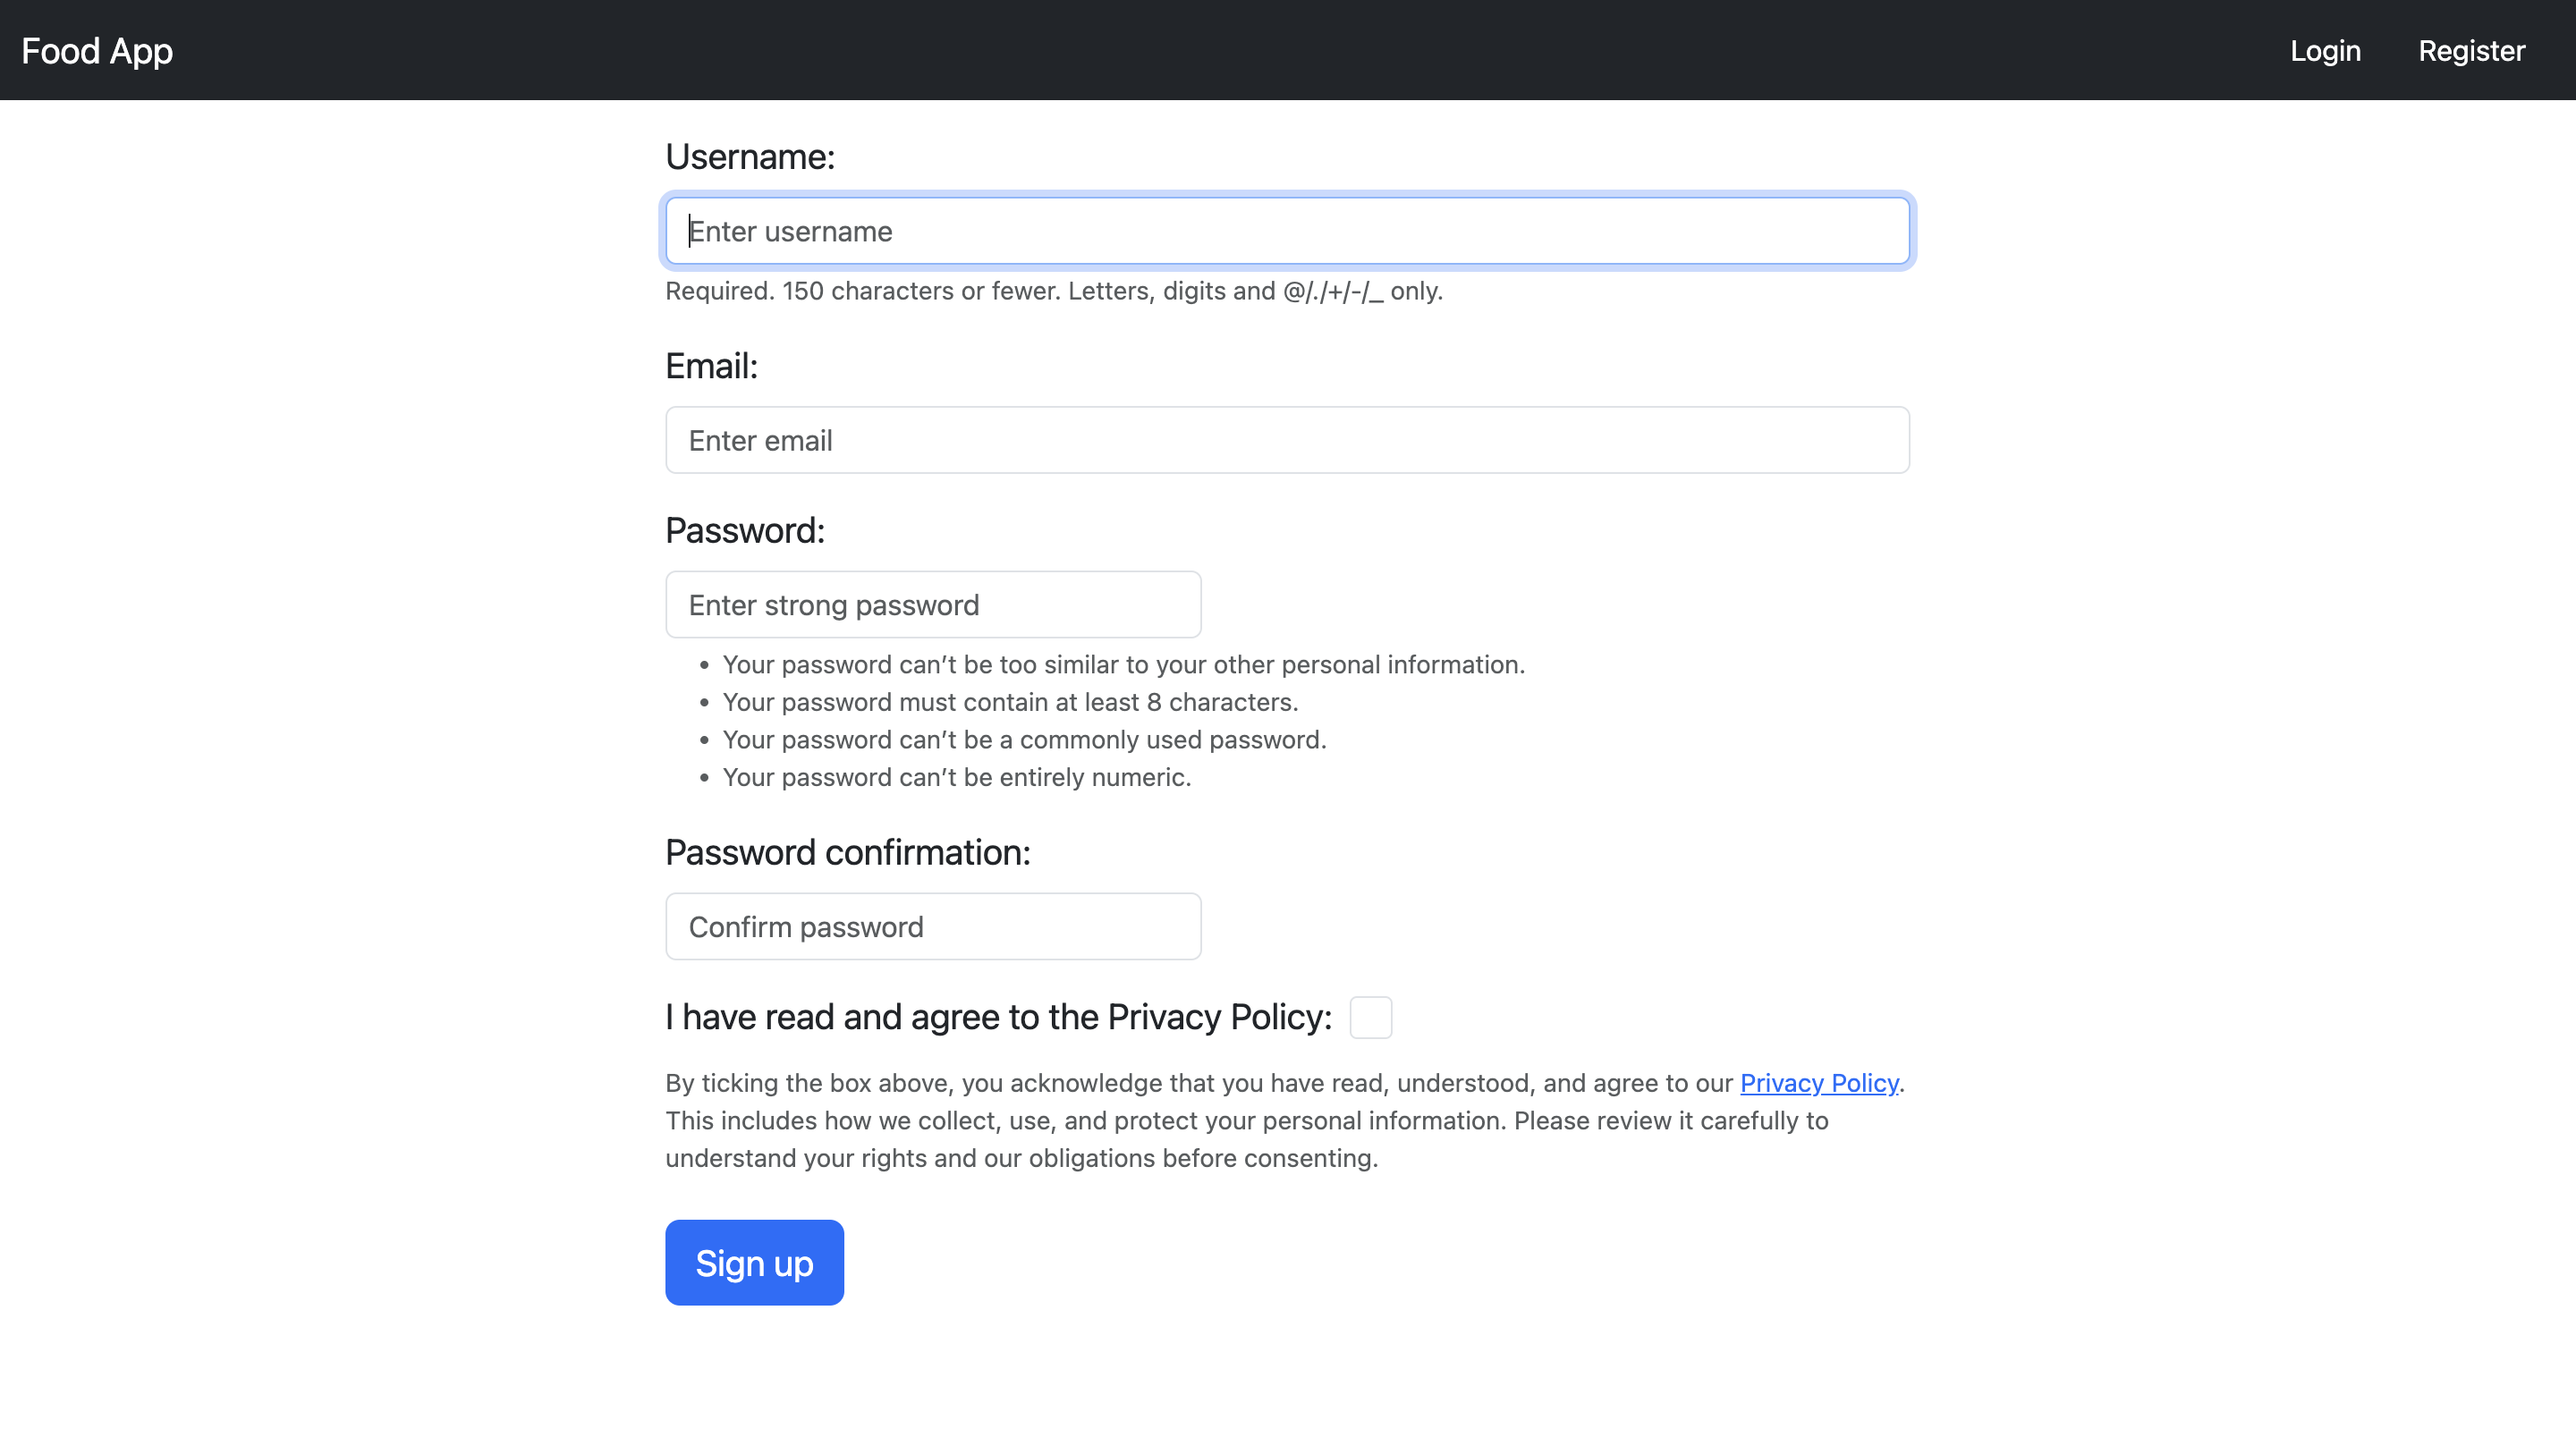 Food App
Login
Register
Username:
Enter username
Required. 150 characters or fewer. Letters, digits and @/./+/-/_ only.
Email:
Enter email
Password:
Enter strong password
• Your password can’t be too similar to your other personal information.
• Your password must contain at least 8 characters.
• Your password can’t be a commonly used password.
• Your password can’t be entirely numeric.
Password confirmation:
Confirm password
I have read and agree to the Privacy Policy:
By ticking the box above, you acknowledge that you have read, understood, and agree to our Privacy Policy.
This includes how we collect, use, and protect your personal information. Please review it carefully to
understand your rights and our obligations before consenting.
Sign up